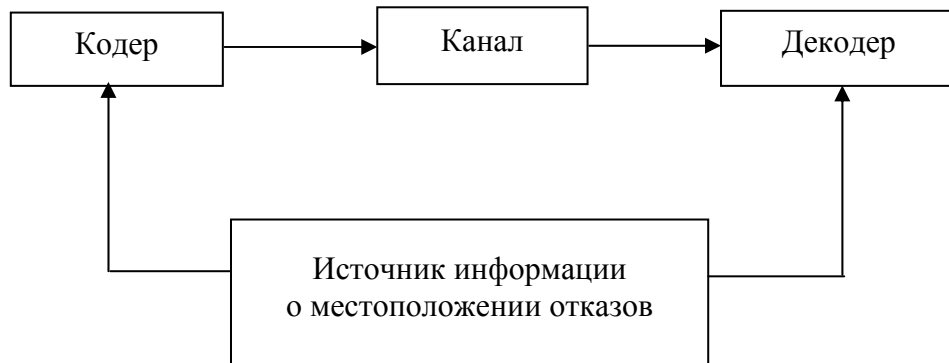 Кодер
Канал
Декодер
Источник информации
о местоположении отказов